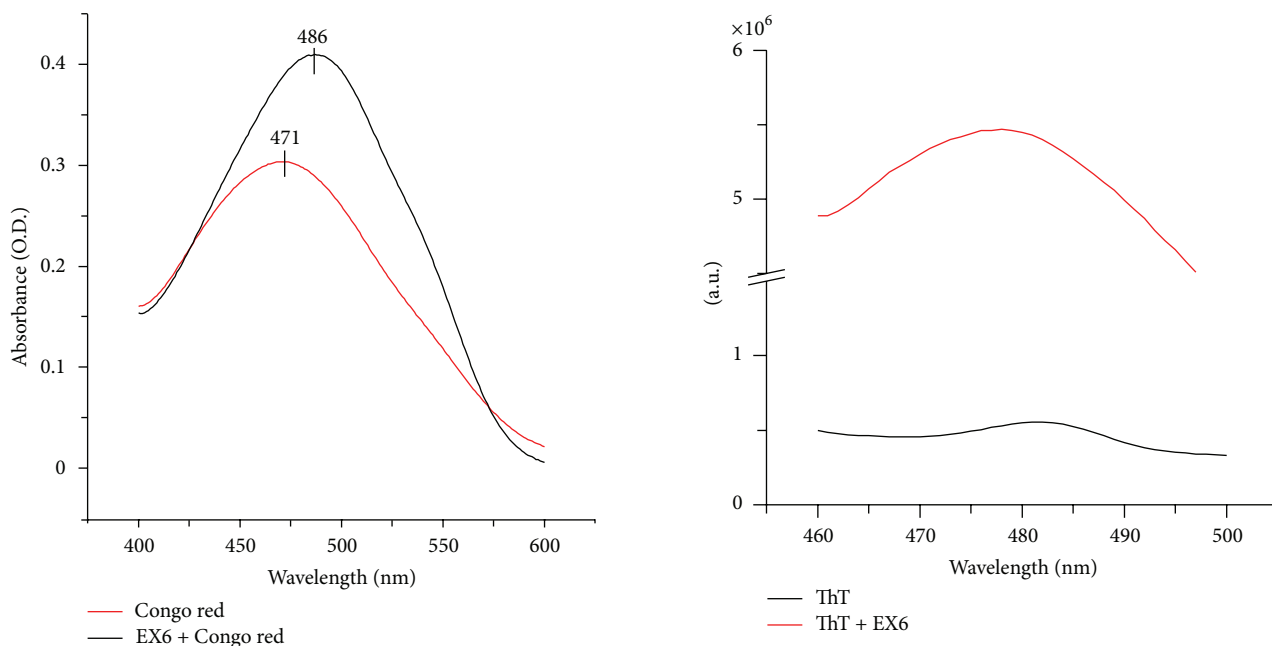 486
471
0.4
0.3
0.2
0.1
0
Absorbance (O.D.)
400 450 500 550 600
Wavelength (nm)
Congo red
EX6 + Congo red
×10⁶
6
5
1
0
(a.u.)
460 470 480 490 500
Wavelength (nm)
ThT
ThT + EX6